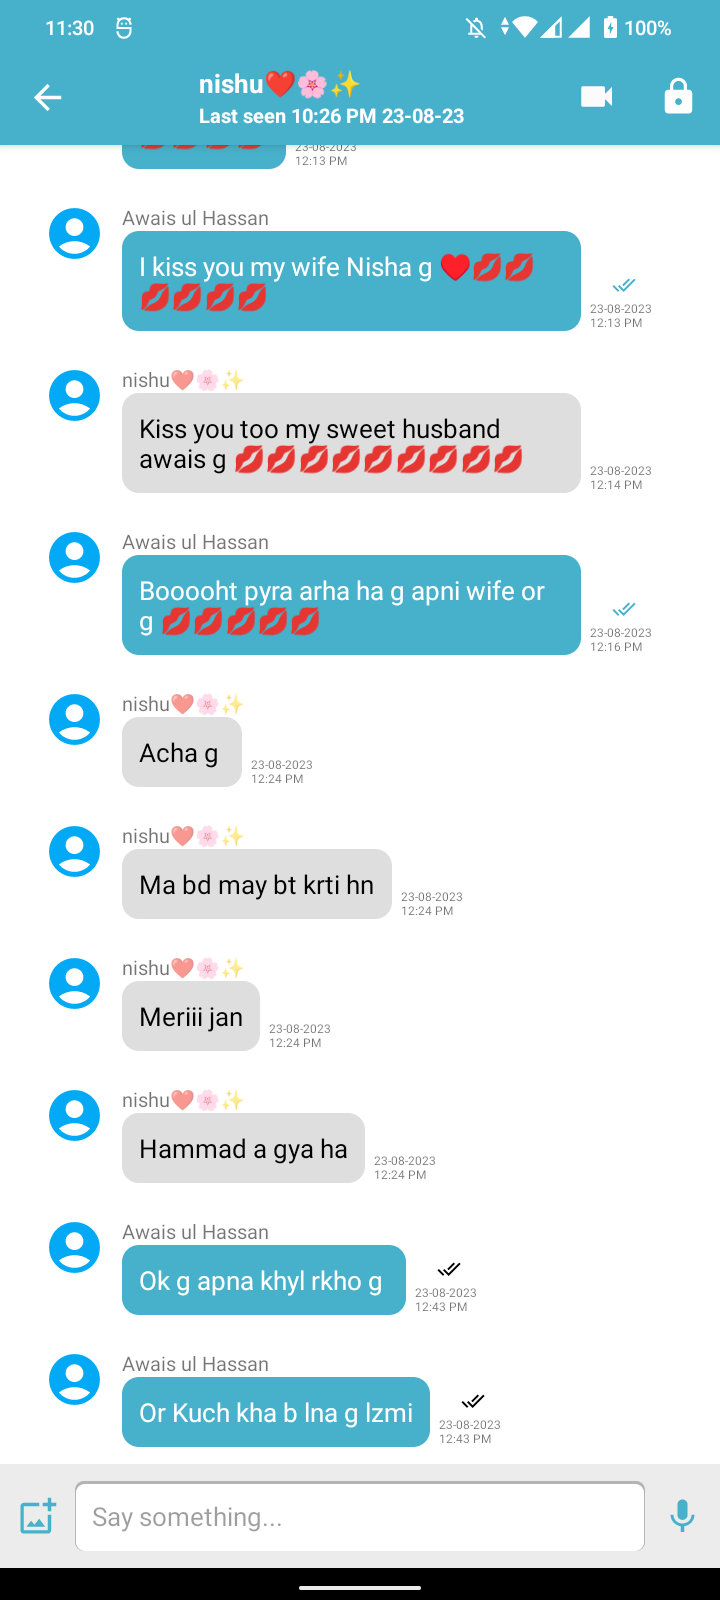 11:30
100%
nishu❤️🌸✨
Last seen 10:26 PM 23-08-23
23-08-2023
12:13 PM
Awais ul Hassan
I kiss you my wife Nisha g ♥️💋💋
💋💋💋💋
23-08-2023
12:13 PM
nishu❤️🌸✨
Kiss you too my sweet husband
awais g 💋💋💋💋💋💋💋💋💋
23-08-2023
12:14 PM
Awais ul Hassan
Booooht pyra arha ha g apni wife or
g 💋💋💋💋💋
23-08-2023
12:16 PM
nishu❤️🌸✨
Acha g
23-08-2023
12:24 PM
nishu❤️🌸✨
Ma bd may bt krti hn
23-08-2023
12:24 PM
nishu❤️🌸✨
Meriii jan
23-08-2023
12:24 PM
nishu❤️🌸✨
Hammad a gya ha
23-08-2023
12:24 PM
Awais ul Hassan
Ok g apna khyl rkho g
23-08-2023
12:43 PM
Awais ul Hassan
Or Kuch kha b lna g lzmi
23-08-2023
12:43 PM
Say something...